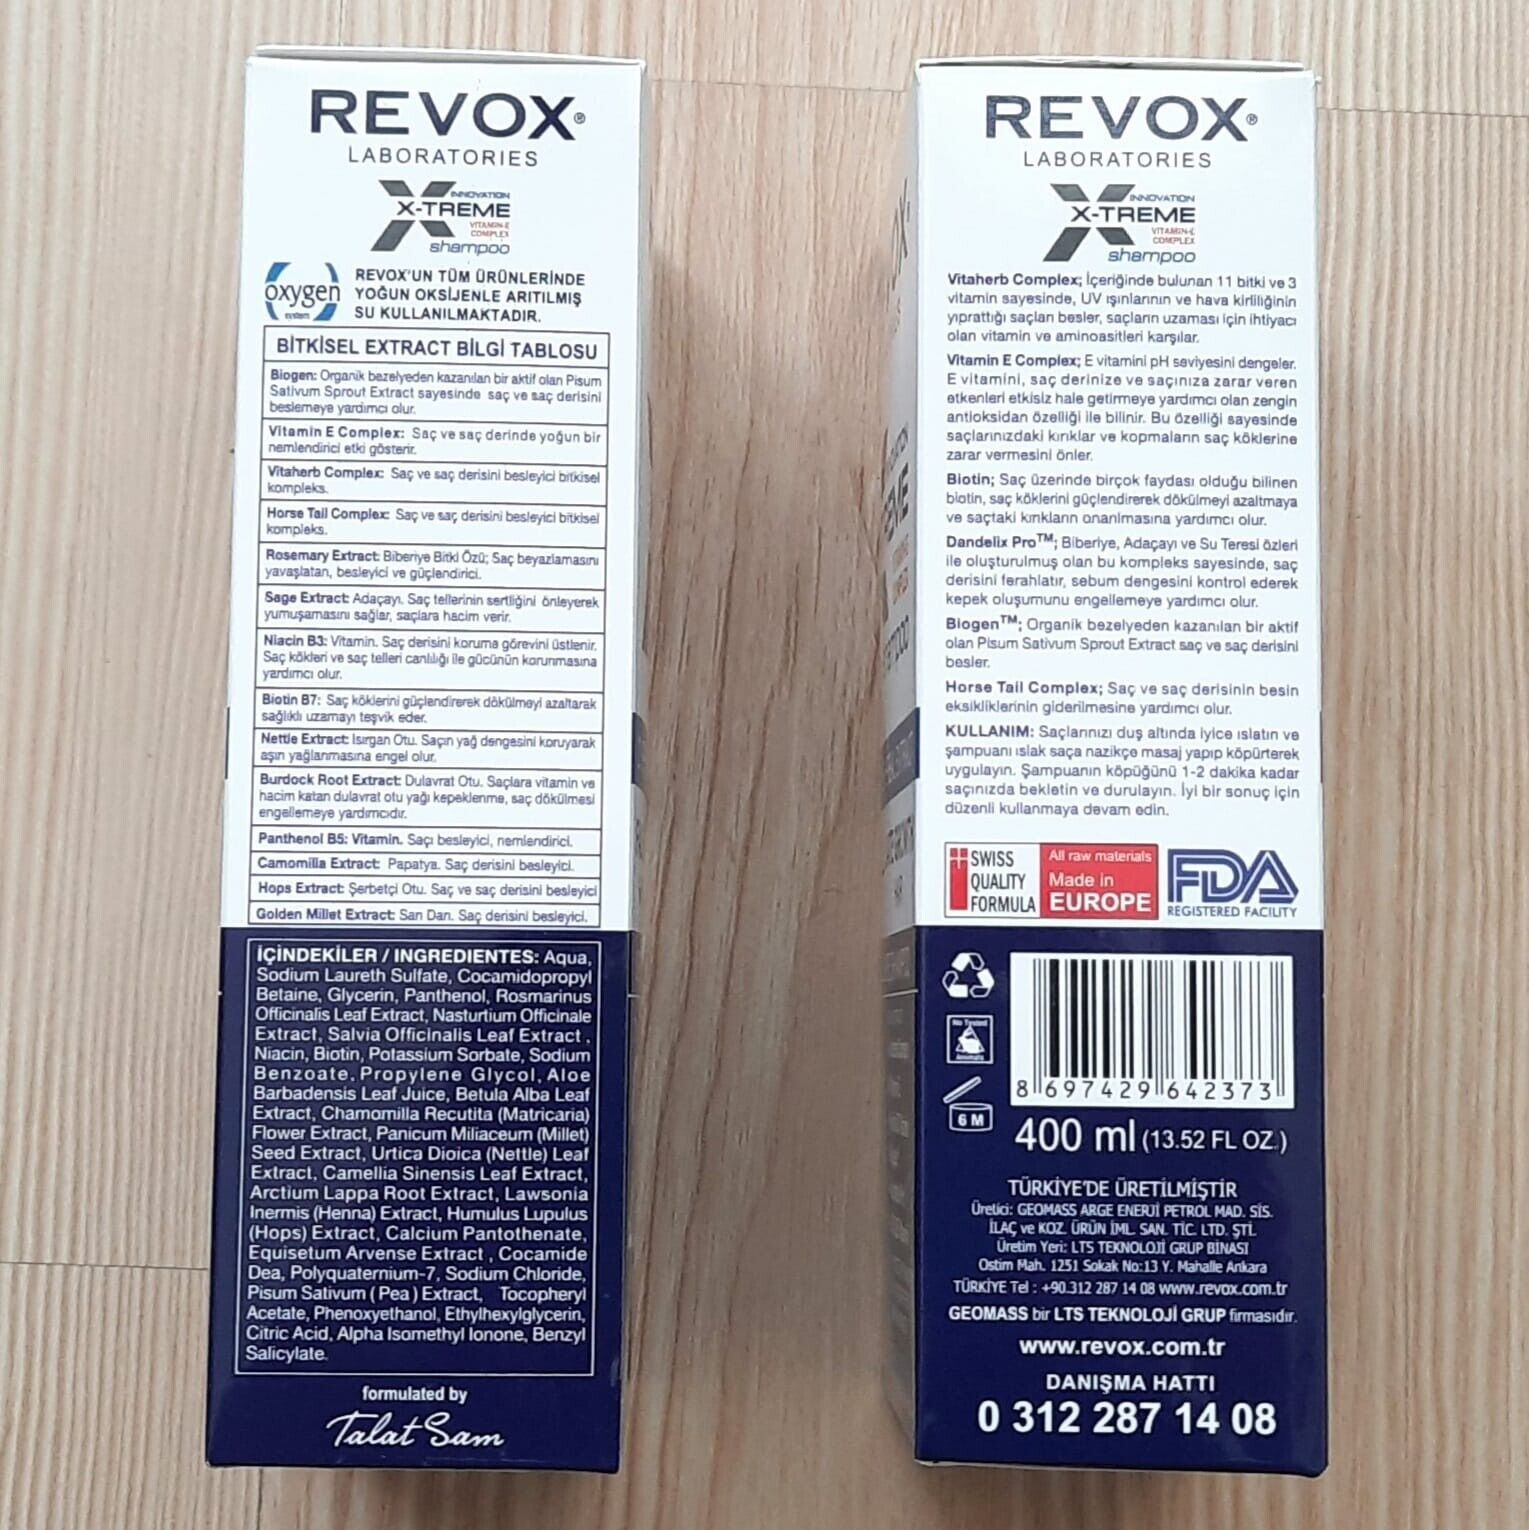 REVOX®
LABORATORIES
INNOVATION
X-TREME
VITAMIN-E
COMPLEX
shampoo
oxygen
system
REVOX'UN TÜM ÜRÜNLERİNDE
YOĞUN OKSİJENLE ARITILMIŞ
SU KULLANILMAKTADIR.
BİTKİSEL EXTRACT BİLGİ TABLOSU
Biogen: Organik bezelyeden kazanılan bir aktif olan Pisum
Sativum Sprout Extract sayesinde saç ve saç derisini
beslemeye yardımcı olur.
Vitamin E Complex: Saç ve saç derinde yoğun bir
nemlendirici etki gösterir.
Vitaherb Complex: Saç ve saç derisini besleyici bitkisel
kompleks.
Horse Tail Complex: Saç ve saç derisini besleyici bitkisel
kompleks.
Rosemary Extract: Biberiye Bitki Özü; Saç beyazlamasını
yavaşlatan, besleyici ve güçlendirici.
Sage Extract: Adaçayı. Saç tellerinin sertliğini önleyerek
yumuşamasını sağlar, saçlara hacim verir.
Niacin B3: Vitamin. Saç derisini koruma görevini üstlenir.
Saç kökleri ve saç telleri canlılığı ile gücünün korunmasına
yardımcı olur.
Biotin B7: Saç köklerini güçlendirerek dökülmeyi azaltarak
sağlıklı uzamayı teşvik eder.
Nettle Extract: Isırgan Otu. Saçın yağ dengesini koruyarak
aşırı yağlanmasına engel olur.
Burdock Root Extract: Dulavrat Otu. Saçlara vitamin ve
hacim katan dulavrat otu yağı kepeklenme, saç dökülmesi
engellemeye yardımcıdır.
Panthenol B5: Vitamin. Saçı besleyici, nemlendirici.
Camomilla Extract: Papatya. Saç derisini besleyici.
Hops Extract: Şerbetçi Otu. Saç ve saç derisini besleyici
Golden Millet Extract: Sarı Darı. Saç derisini besleyici.
İÇİNDEKİLER / INGREDIENTES: Aqua,
Sodium Laureth Sulfate, Cocamidopropyl
Betaine, Glycerin, Panthenol, Rosmarinus
Officinalis Leaf Extract, Nasturtium Officinale
Extract, Salvia Officinalis Leaf Extract ,
Niacin, Biotin, Potassium Sorbate, Sodium
Benzoate, Propylene Glycol, Aloe
Barbadensis Leaf Juice, Betula Alba Leaf
Extract, Chamomilla Recutita (Matricaria)
Flower Extract, Panicum Miliaceum (Millet)
Seed Extract, Urtica Dioica (Nettle) Leaf
Extract, Camellia Sinensis Leaf Extract,
Arctium Lappa Root Extract, Lawsonia
Inermis (Henna) Extract, Humulus Lupulus
(Hops) Extract, Calcium Pantothenate,
Equisetum Arvense Extract , Cocamide
Dea, Polyquaternium-7, Sodium Chloride,
Pisum Sativum ( Pea ) Extract, Tocopheryl
Acetate, Phenoxyethanol, Ethylhexylglycerin,
Citric Acid, Alpha Isomethyl Ionone, Benzyl
Salicylate.
formulated by
Talat Sam
REVOX®
LABORATORIES
INNOVATION
X-TREME
VITAMIN-E
COMPLEX
shampoo
Vitaherb Complex; İçeriğinde bulunan 11 bitki ve 3
vitamin sayesinde, UV ışınlarının ve hava kirliliğinin
yıprattığı saçları besler, saçların uzaması için ihtiyacı
olan vitamin ve aminoasitleri karşılar.
Vitamin E Complex; E vitamini pH seviyesini dengeler.
E vitamini, saç derinize ve saçınıza zarar veren
etkenleri etkisiz hale getirmeye yardımcı olan zengin
antioksidan özelliği ile bilinir. Bu özelliği sayesinde
saçlarınızdaki kırıklar ve kopmaların saç köklerine
zarar vermesini önler.
Biotin; Saç üzerinde birçok faydası olduğu bilinen
biotin, saç köklerini güçlendirerek dökülmeyi azaltmaya
ve saçtaki kırıkların onarılmasına yardımcı olur.
Dandelix Pro™; Biberiye, Adaçayı ve Su Teresi özleri
ile oluşturulmuş olan bu kompleks sayesinde, saç
derisini ferahlatır, sebum dengesini kontrol ederek
kepek oluşumunu engellemeye yardımcı olur.
Biogen™; Organik bezelyeden kazanılan bir aktif
olan Pisum Sativum Sprout Extract saç ve saç derisini
besler.
Horse Tail Complex; Saç ve saç derisinin besin
eksikliklerinin giderilmesine yardımcı olur.
KULLANIM: Saçlarınızı duş altında iyice ıslatın ve
şampuanı ıslak saça nazikçe masaj yapıp köpürterek
uygulayın. Şampuanın köpüğünü 1-2 dakika kadar
saçınızda bekletin ve durulayın. İyi bir sonuç için
düzenli kullanmaya devam edin.
SWISS
QUALITY
FORMULA
All raw materials
Made in
EUROPE
FDA
REGISTERED FACILITY
No Tested
Animals
6 M
8 697429 642373
400 ml (13.52 FL OZ.)
TÜRKİYE'DE ÜRETİLMİŞTİR
Üretici: GEOMASS ARGE ENERJİ PETROL MAD. SİS.
İLAÇ ve KOZ. ÜRÜN İML. SAN. TİC. LTD. ŞTİ.
Üretim Yeri: LTS TEKNOLOJİ GRUP BİNASI
Ostim Mah. 1251 Sokak No:13 Y. Mahalle Ankara
TÜRKİYE Tel : +90.312 287 14 08 www.revox.com.tr
GEOMASS bir LTS TEKNOLOJİ GRUP firmasıdır.
www.revox.com.tr
DANIŞMA HATTI
0 312 287 14 08